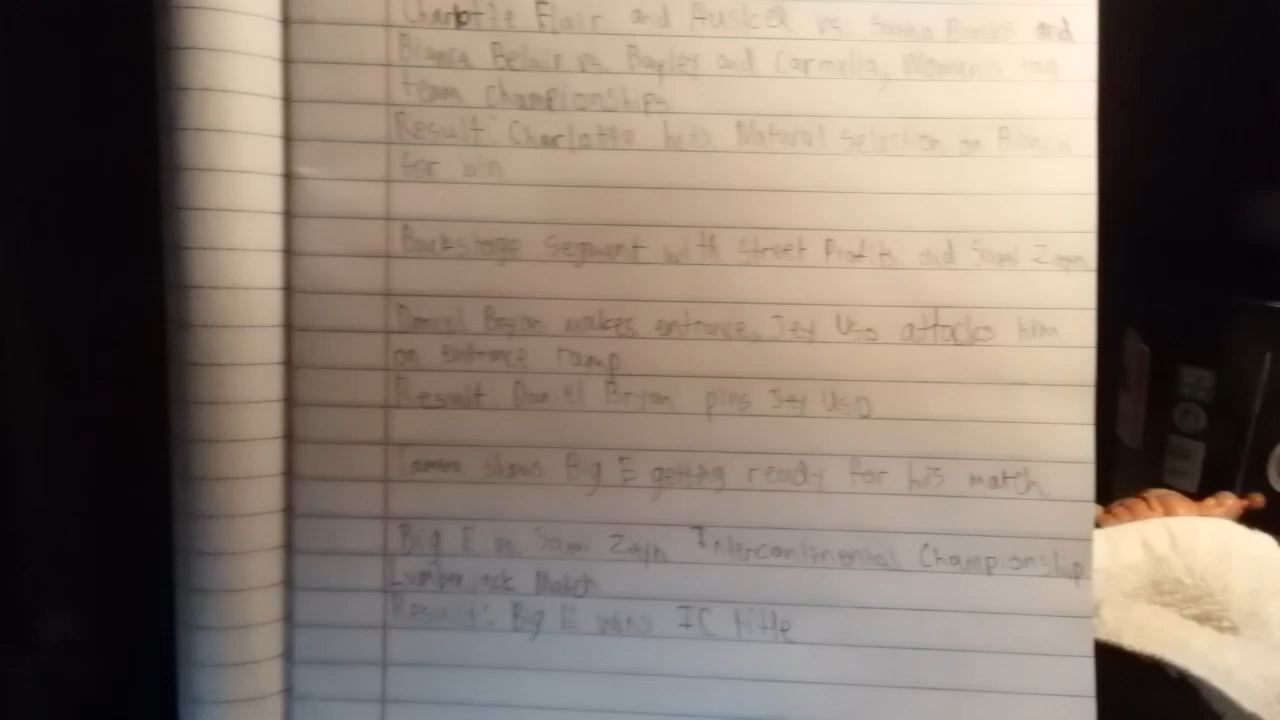 Charlotte Flair and Auska vs Sasha Banks and
Bianca Belair vs. Bayley and Carmella, Women's tag
team championships
Result: Charlotte hits Natural Selection on Bianca
for win
Backstage segment with Street Profits and Sami Zayn
Daniel Bryan makes entrance, Jey Uso attacks him
on entrance ramp
Result: Daniel Bryan pins Jey Uso
Camera shows Big E getting ready for his match
Big E vs. Sami Zayn Intercontinental Championship
Lumberjack Match
Result: Big E wins IC title